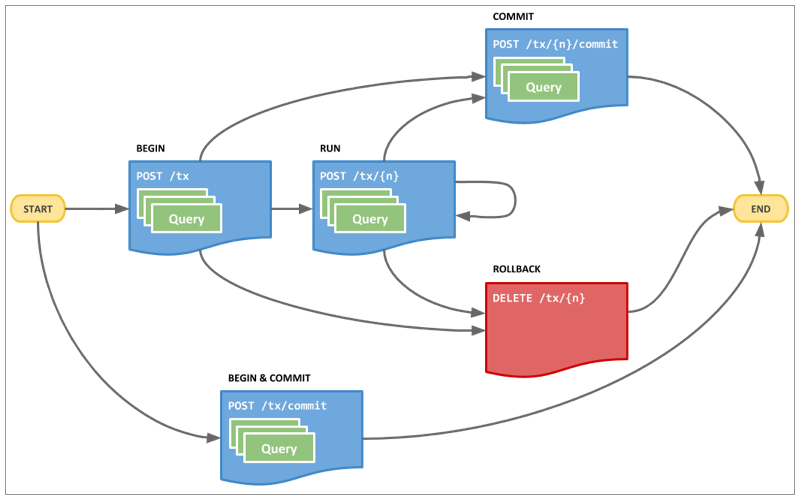 COMMIT
POST /tx/{n}/commit
Query
BEGIN
POST /tx
Query
RUN
POST /tx/{n}
Query
START
END
ROLLBACK
DELETE /tx/{n}
BEGIN & COMMIT
POST /tx/commit
Query